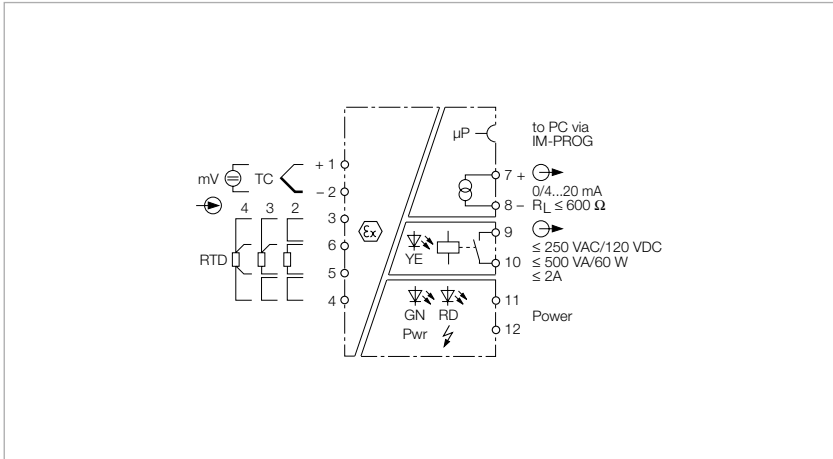 µP
to PC via
IM-PROG
mV TC + 1
− 2
7 +
8 −
0/4...20 mA
RL ≤ 600 Ω
4 3 2
3
6
5
4
RTD
Ex
YE
9
10
≤ 250 VAC/120 VDC
≤ 500 VA/60 W
≤ 2A
GN RD
Pwr
11
12
Power